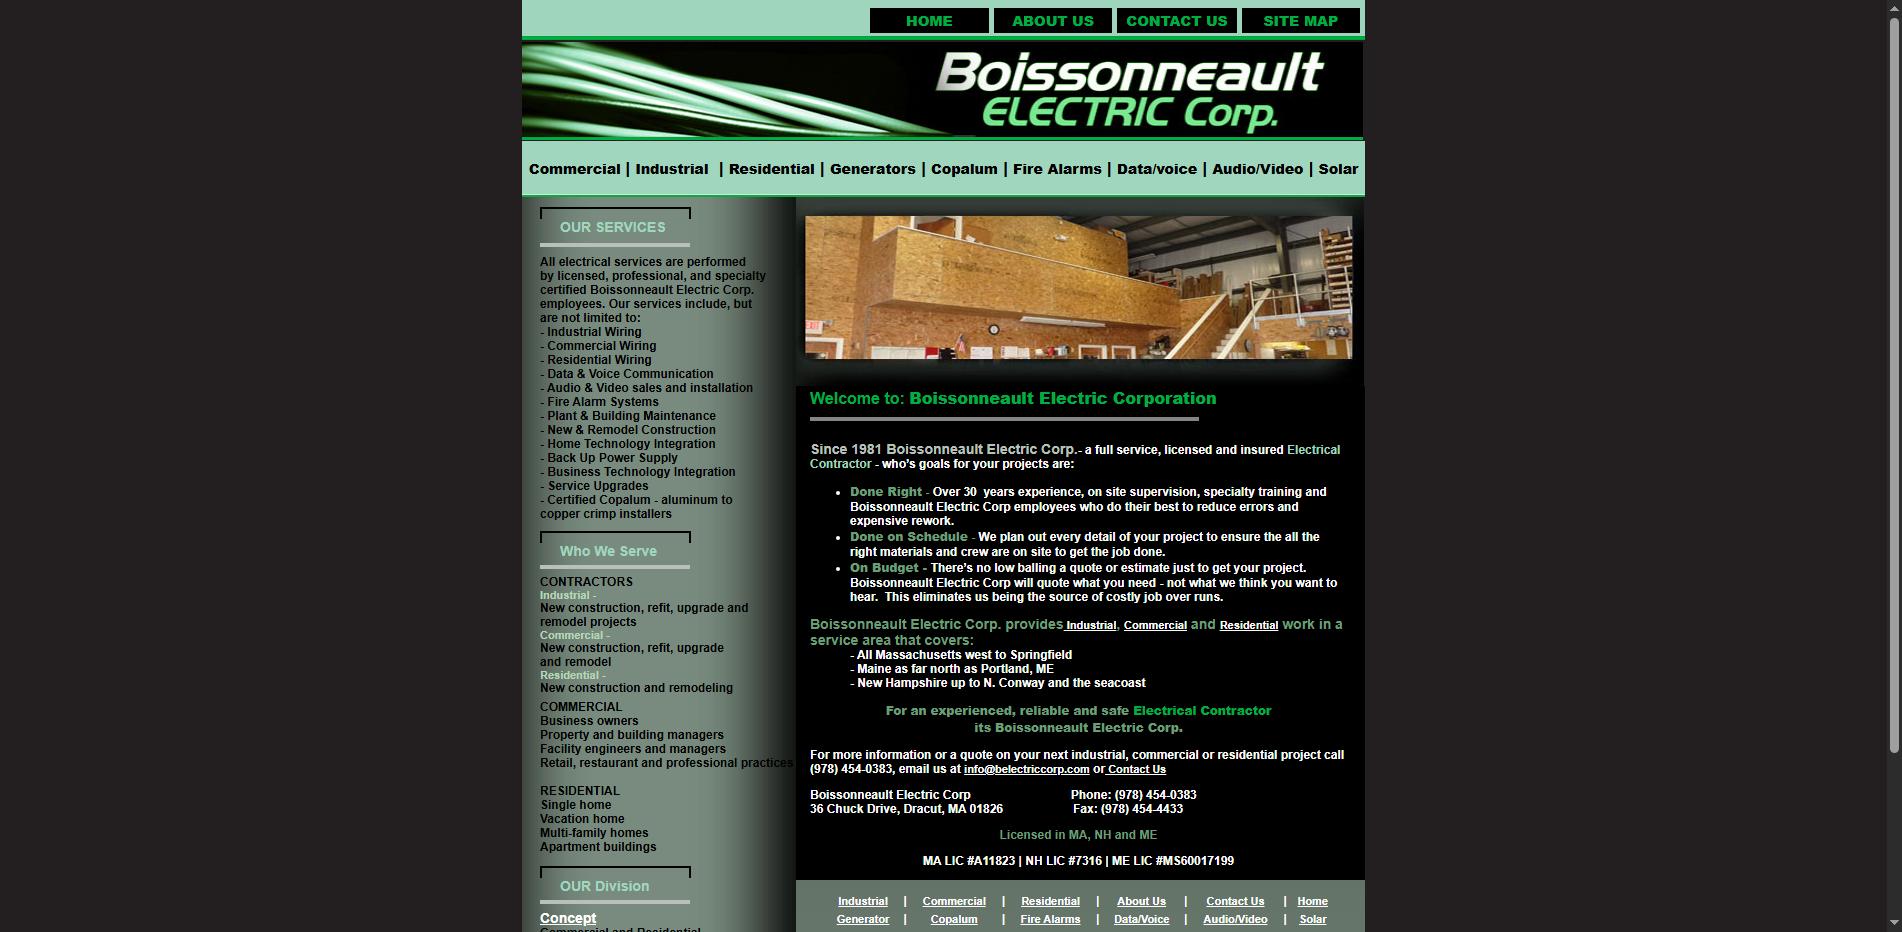 HOME ABOUT US CONTACT US SITE MAP
Boissonneault
ELECTRIC Corp.
Commercial | Industrial | Residential | Generators | Copalum | Fire Alarms | Data/voice | Audio/Video | Solar
OUR SERVICES
All electrical services are performed
by licensed, professional, and specialty
certified Boissonneault Electric Corp.
employees. Our services include, but
are not limited to:
- Industrial Wiring
- Commercial Wiring
- Residential Wiring
- Data & Voice Communication
- Audio & Video sales and installation
- Fire Alarm Systems
- Plant & Building Maintenance
- New & Remodel Construction
- Home Technology Integration
- Back Up Power Supply
- Business Technology Integration
- Service Upgrades
- Certified Copalum - aluminum to
copper crimp installers
Who We Serve
CONTRACTORS
Industrial -
New construction, refit, upgrade and
remodel projects
Commercial -
New construction, refit, upgrade
and remodel
Residential -
New construction and remodeling
COMMERCIAL
Business owners
Property and building managers
Facility engineers and managers
Retail, restaurant and professional practices
RESIDENTIAL
Single home
Vacation home
Multi-family homes
Apartment buildings
OUR Division
Concept
Commercial and Residential
EXIT
Welcome to: Boissonneault Electric Corporation
Since 1981 Boissonneault Electric Corp.- a full service, licensed and insured Electrical
Contractor - who's goals for your projects are:
• Done Right - Over 30 years experience, on site supervision, specialty training and
Boissonneault Electric Corp employees who do their best to reduce errors and
expensive rework.
• Done on Schedule - We plan out every detail of your project to ensure the all the
right materials and crew are on site to get the job done.
• On Budget - There's no low balling a quote or estimate just to get your project.
Boissonneault Electric Corp will quote what you need - not what we think you want to
hear. This eliminates us being the source of costly job over runs.
Boissonneault Electric Corp. provides Industrial, Commercial and Residential work in a
service area that covers:
- All Massachusetts west to Springfield
- Maine as far north as Portland, ME
- New Hampshire up to N. Conway and the seacoast
For an experienced, reliable and safe Electrical Contractor
its Boissonneault Electric Corp.
For more information or a quote on your next industrial, commercial or residential project call
(978) 454-0383, email us at info@belectriccorp.com or Contact Us
Boissonneault Electric Corp Phone: (978) 454-0383
36 Chuck Drive, Dracut, MA 01826 Fax: (978) 454-4433
Licensed in MA, NH and ME
MA LIC #A11823 | NH LIC #7316 | ME LIC #MS60017199
Industrial | Commercial | Residential | About Us | Contact Us | Home
Generator | Copalum | Fire Alarms | Data/Voice | Audio/Video | Solar